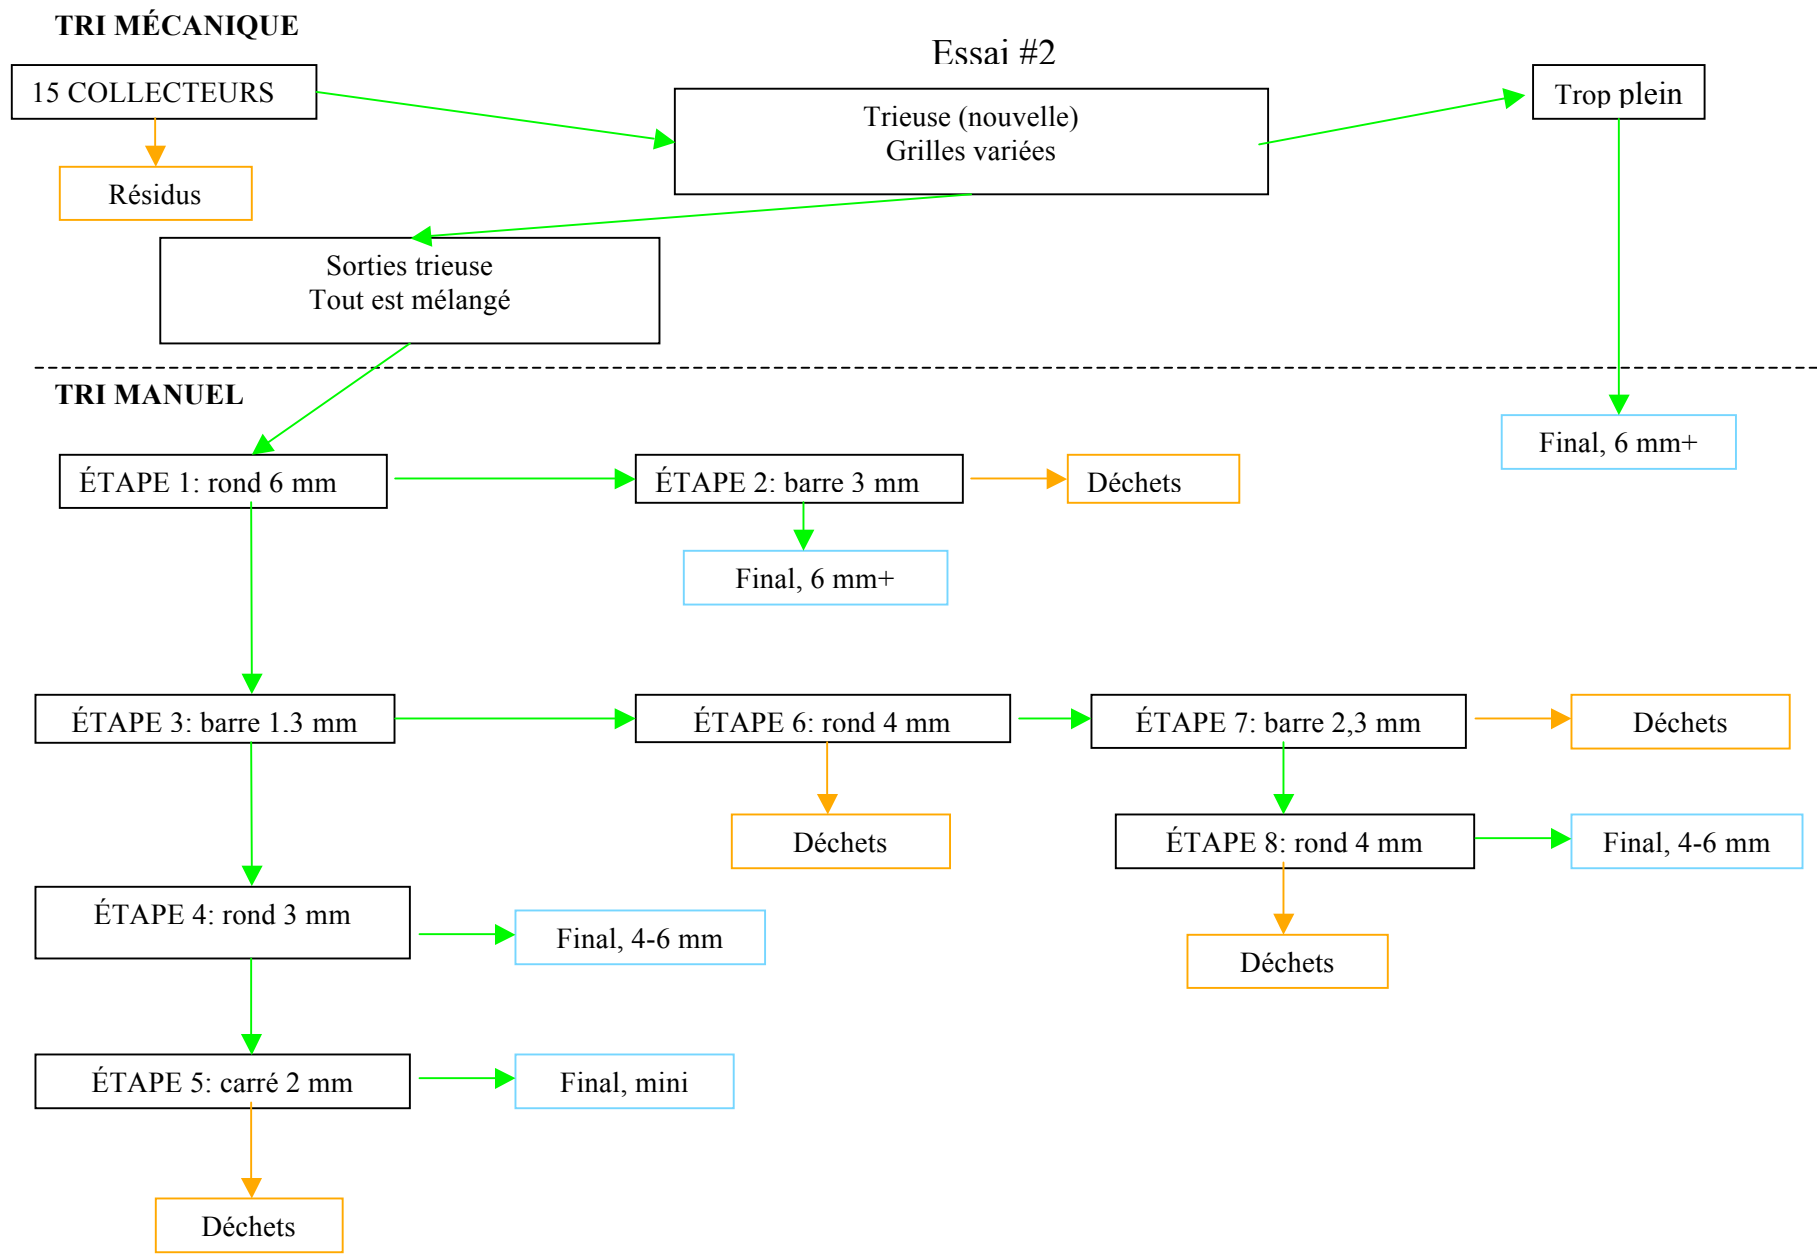 TRI MÉCANIQUE
Essai #2
15 COLLECTEURS
Trieuse (nouvelle)
Grilles variées
Trop plein
Résidus
Sorties trieuse
Tout est mélangé
TRI MANUEL
Final, 6 mm+
ÉTAPE 1: rond 6 mm
ÉTAPE 2: barre 3 mm
Déchets
Final, 6 mm+
ÉTAPE 3: barre 1.3 mm
ÉTAPE 6: rond 4 mm
ÉTAPE 7: barre 2,3 mm
Déchets
Déchets
ÉTAPE 8: rond 4 mm
Final, 4-6 mm
ÉTAPE 4: rond 3 mm
Final, 4-6 mm
Déchets
ÉTAPE 5: carré 2 mm
Final, mini
Déchets